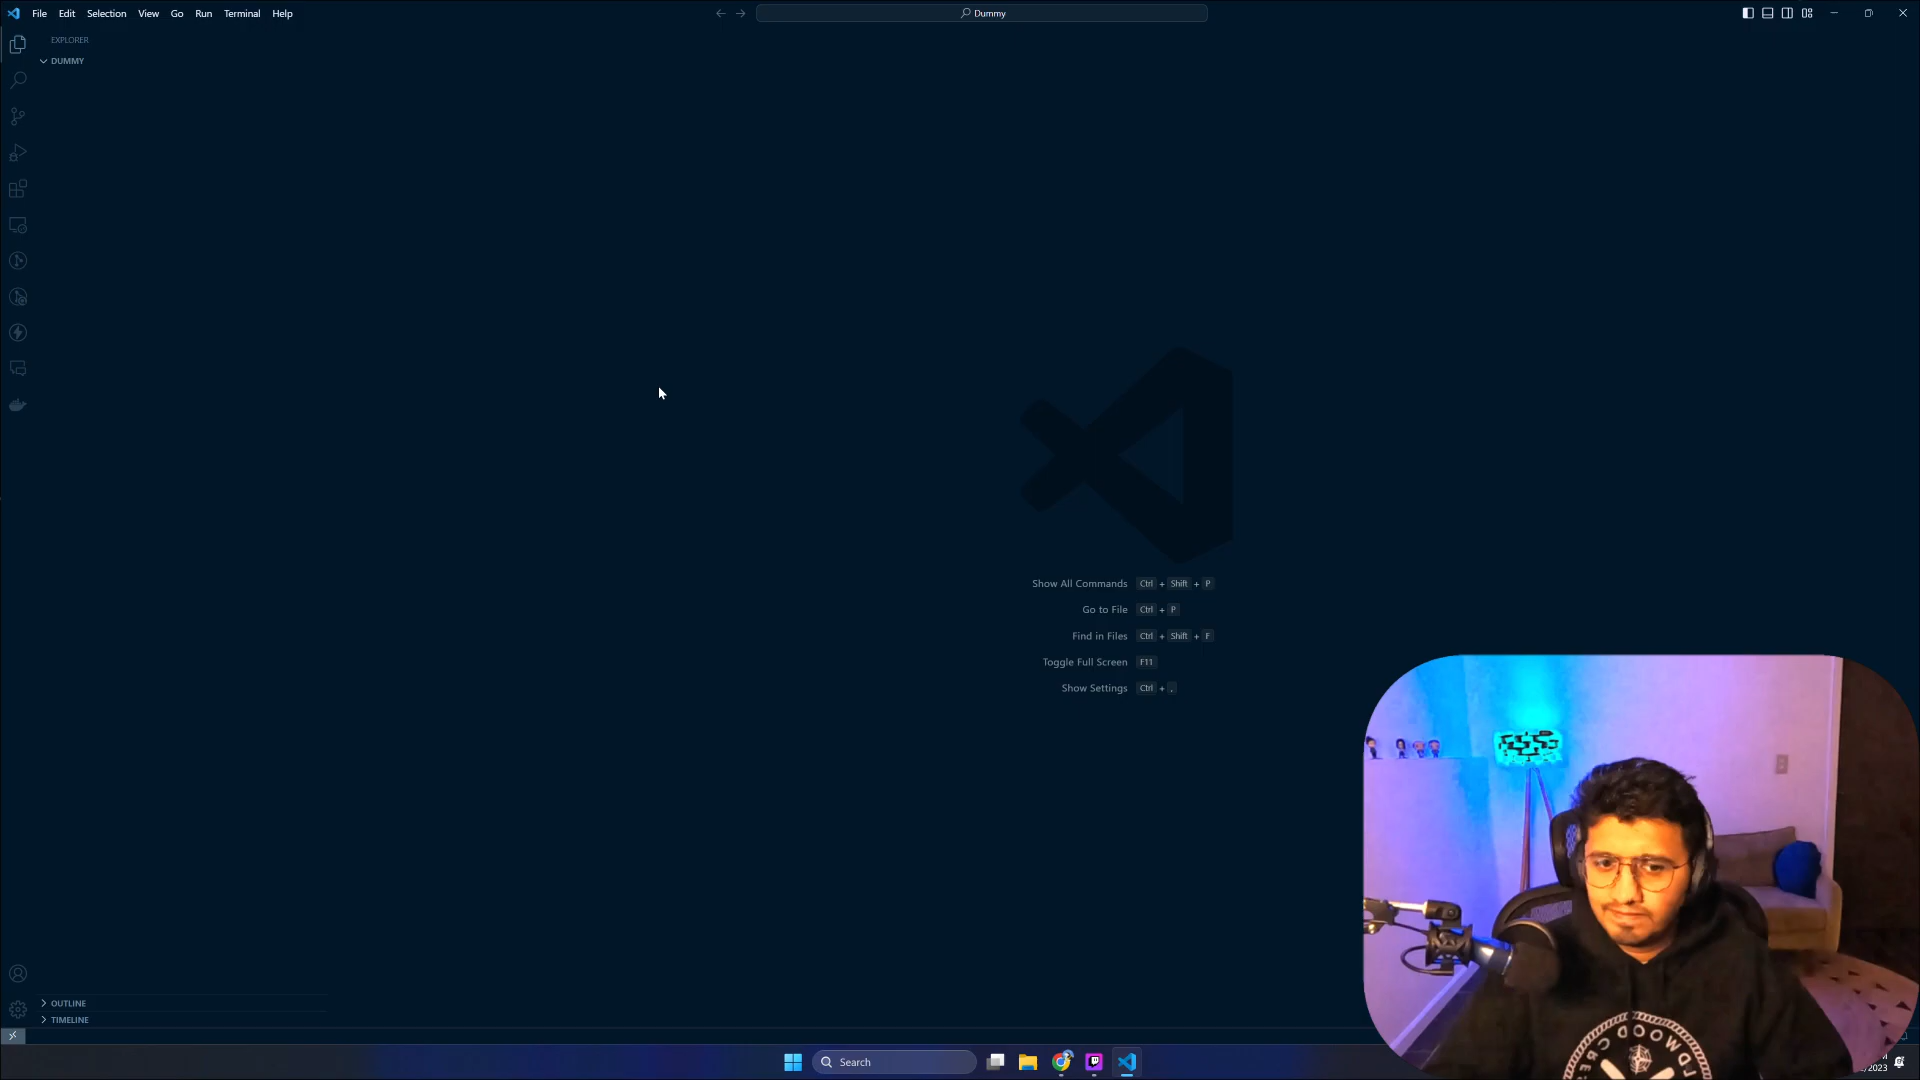 File Edit Selection View Go Run Terminal Help
Dummy
EXPLORER
DUMMY
Show All Commands Ctrl + Shift + P
Go to File Ctrl + P
Find in Files Ctrl + Shift + F
Toggle Full Screen F11
Show Settings Ctrl + ,
OUTLINE
TIMELINE
Search
/2023